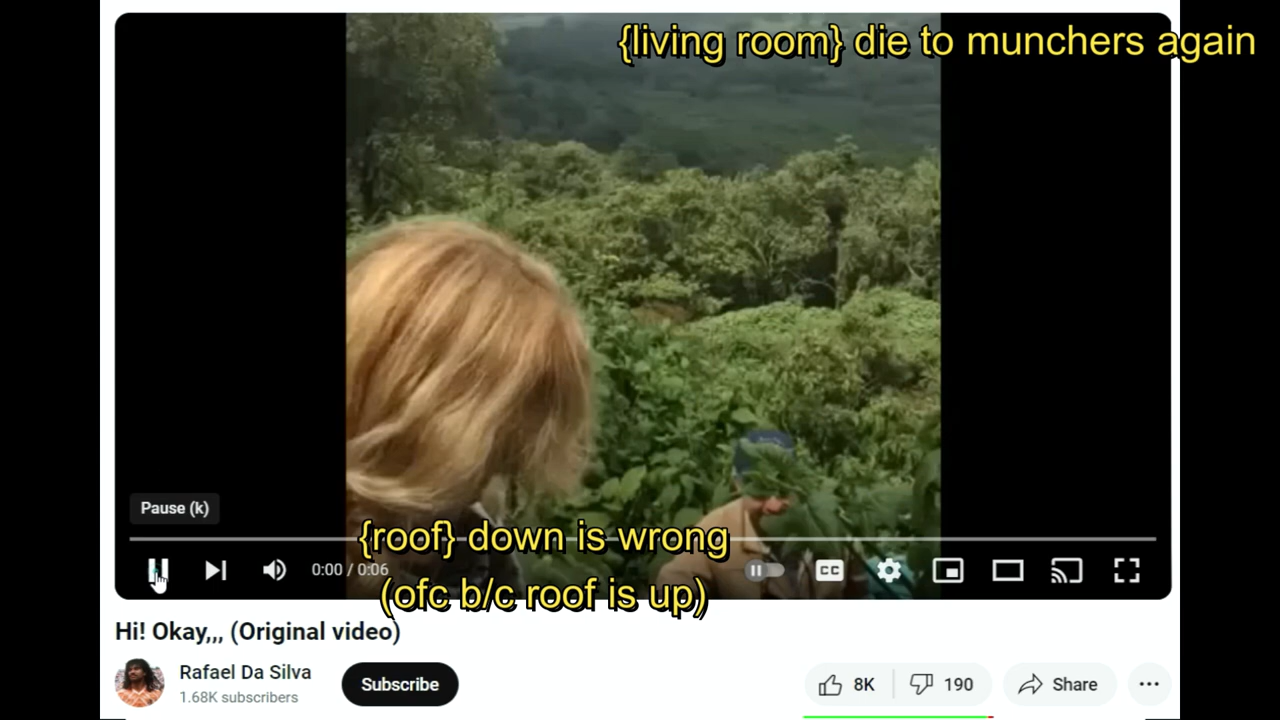 {living room} die to munchers again
Pause (k)
{roof} down is wrong
0:00 / 0:06
CC
(ofc b/c roof is up)
Hi! Okay,,, (Original video)
Rafael Da Silva
1.68K subscribers
Subscribe
8K
190
Share